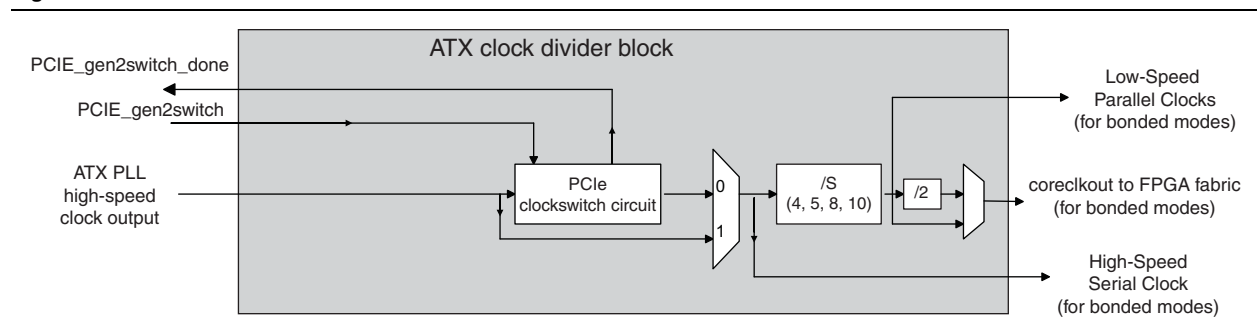 ATX clock divider block
PCIE_gen2switch_done
PCIE_gen2switch
ATX PLL
high-speed
clock output
PCIe
clockswitch circuit
0
1
/S
(4, 5, 8, 10)
/2
Low-Speed
Parallel Clocks
(for bonded modes)
coreclkout to FPGA fabric
(for bonded modes)
High-Speed
Serial Clock
(for bonded modes)